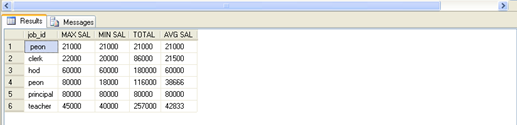 Results Messages
job_id MAX SAL MIN SAL TOTAL AVG SAL
1 peon 21000 21000 21000 21000
2 clerk 22000 20000 86000 21500
3 hod 60000 60000 180000 60000
4 peon 80000 18000 116000 38666
5 principal 80000 80000 80000 80000
6 teacher 45000 40000 257000 42833